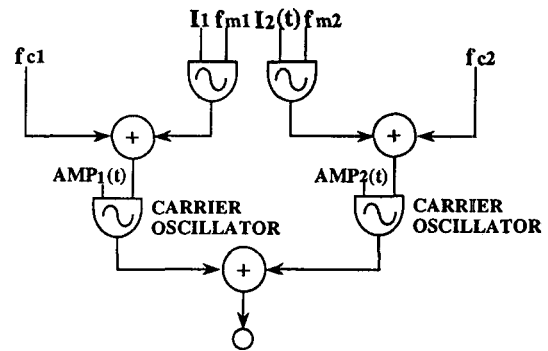 I1 fm1 I2(t) fm2
fc1
fc2
+
+
AMP1(t)
AMP2(t)
CARRIER
OSCILLATOR
CARRIER
OSCILLATOR
+